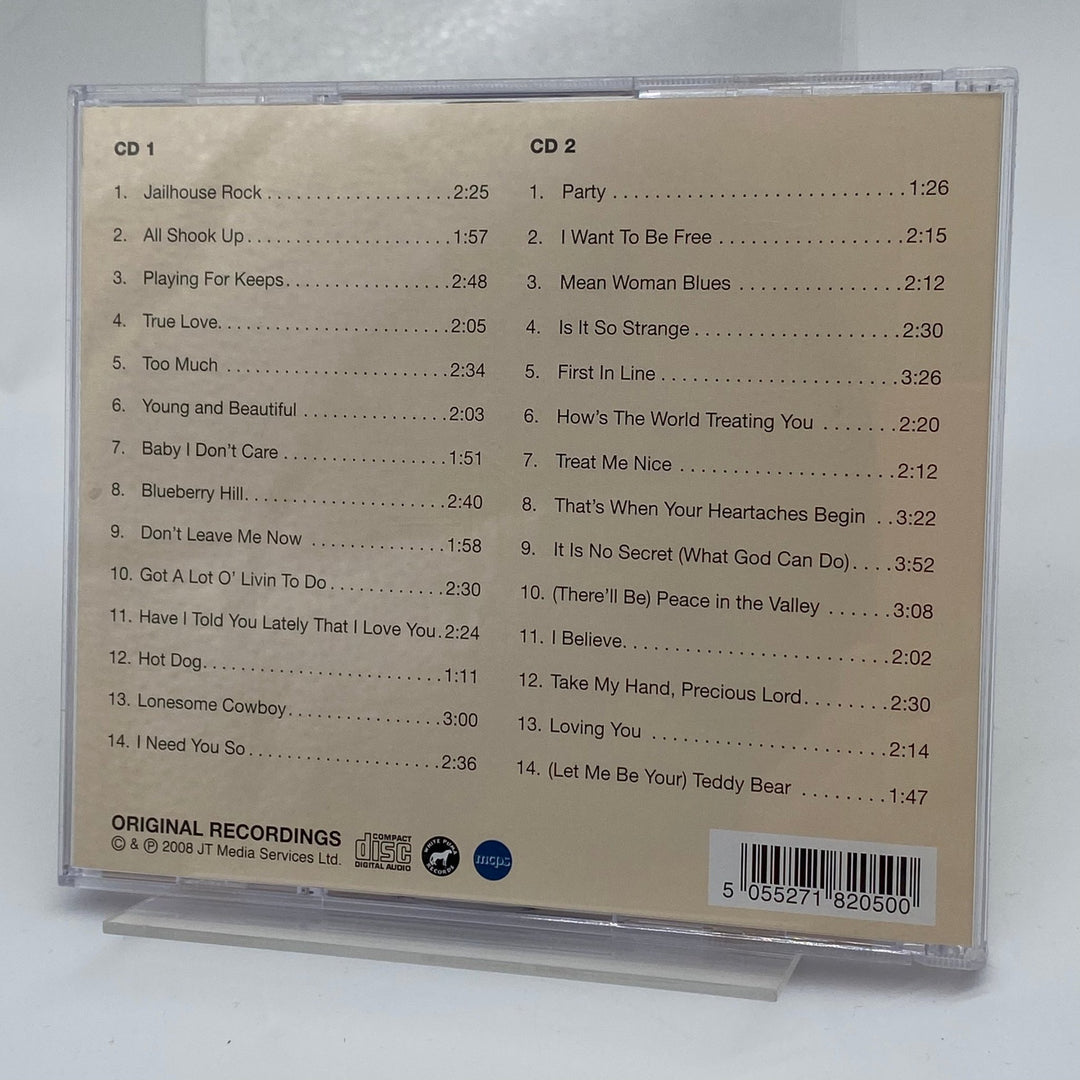 CD 1
1. Jailhouse Rock . . . . . . . . . . . . . . . . . . . 2:25
2. All Shook Up . . . . . . . . . . . . . . . . . . . . . 1:57
3. Playing For Keeps. . . . . . . . . . . . . . . . . 2:48
4. True Love. . . . . . . . . . . . . . . . . . . . . . . . 2:05
5. Too Much . . . . . . . . . . . . . . . . . . . . . . . 2:34
6. Young and Beautiful . . . . . . . . . . . . . . . 2:03
7. Baby I Don't Care . . . . . . . . . . . . . . . . . 1:51
8. Blueberry Hill. . . . . . . . . . . . . . . . . . . . . 2:40
9. Don't Leave Me Now . . . . . . . . . . . . . . 1:58
10. Got A Lot O' Livin To Do . . . . . . . . . . . . 2:30
11. Have I Told You Lately That I Love You . 2:24
12. Hot Dog. . . . . . . . . . . . . . . . . . . . . . . . . 1:11
13. Lonesome Cowboy. . . . . . . . . . . . . . . . 3:00
14. I Need You So . . . . . . . . . . . . . . . . . . . . 2:36
CD 2
1. Party . . . . . . . . . . . . . . . . . . . . . . . . . . . 1:26
2. I Want To Be Free . . . . . . . . . . . . . . . . . 2:15
3. Mean Woman Blues . . . . . . . . . . . . . . . 2:12
4. Is It So Strange . . . . . . . . . . . . . . . . . . . 2:30
5. First In Line . . . . . . . . . . . . . . . . . . . . . . 3:26
6. How's The World Treating You . . . . . . . 2:20
7. Treat Me Nice . . . . . . . . . . . . . . . . . . . . 2:12
8. That's When Your Heartaches Begin . . 3:22
9. It Is No Secret (What God Can Do) . . . . 3:52
10. (There'll Be) Peace in the Valley . . . . . . 3:08
11. I Believe. . . . . . . . . . . . . . . . . . . . . . . . . 2:02
12. Take My Hand, Precious Lord. . . . . . . . 2:30
13. Loving You . . . . . . . . . . . . . . . . . . . . . . 2:14
14. (Let Me Be Your) Teddy Bear . . . . . . . . 1:47
ORIGINAL RECORDINGS
© & ℗ 2008 JT Media Services Ltd.
COMPACT
disc
DIGITAL AUDIO
WHITE PUMA
RECORDS
mcps
5 055271 820500